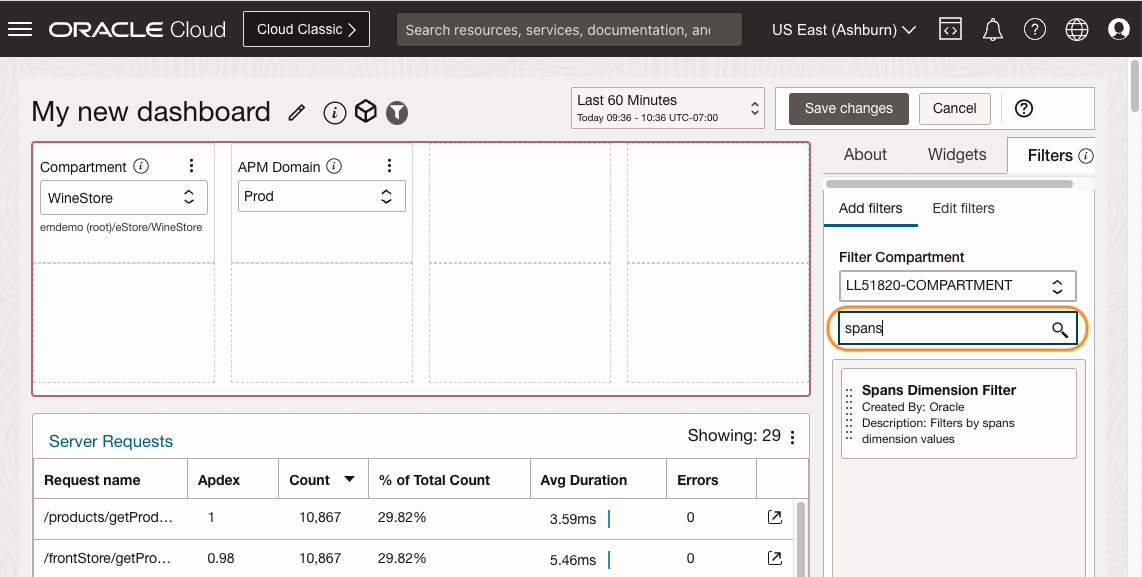 ORACLE Cloud
Cloud Classic
Search resources, services, documentation, an
US East (Ashburn)
My new dashboard
Last 60 Minutes
Today 09:36 - 10:36 UTC-07:00
Save changes
Cancel
Compartment
WineStore
emdemo (root)/eStore/WineStore
APM Domain
Prod
About
Widgets
Filters
Add filters
Edit filters
Filter Compartment
LL51820-COMPARTMENT
spans
Spans Dimension Filter
Created By: Oracle
Description: Filters by spans
dimension values
Server Requests
Showing: 29
Request name Apdex Count % of Total Count Avg Duration Errors
/products/getProd... 1 10,867 29.82% 3.59ms 0
/frontStore/getPro... 0.98 10,867 29.82% 5.46ms 0